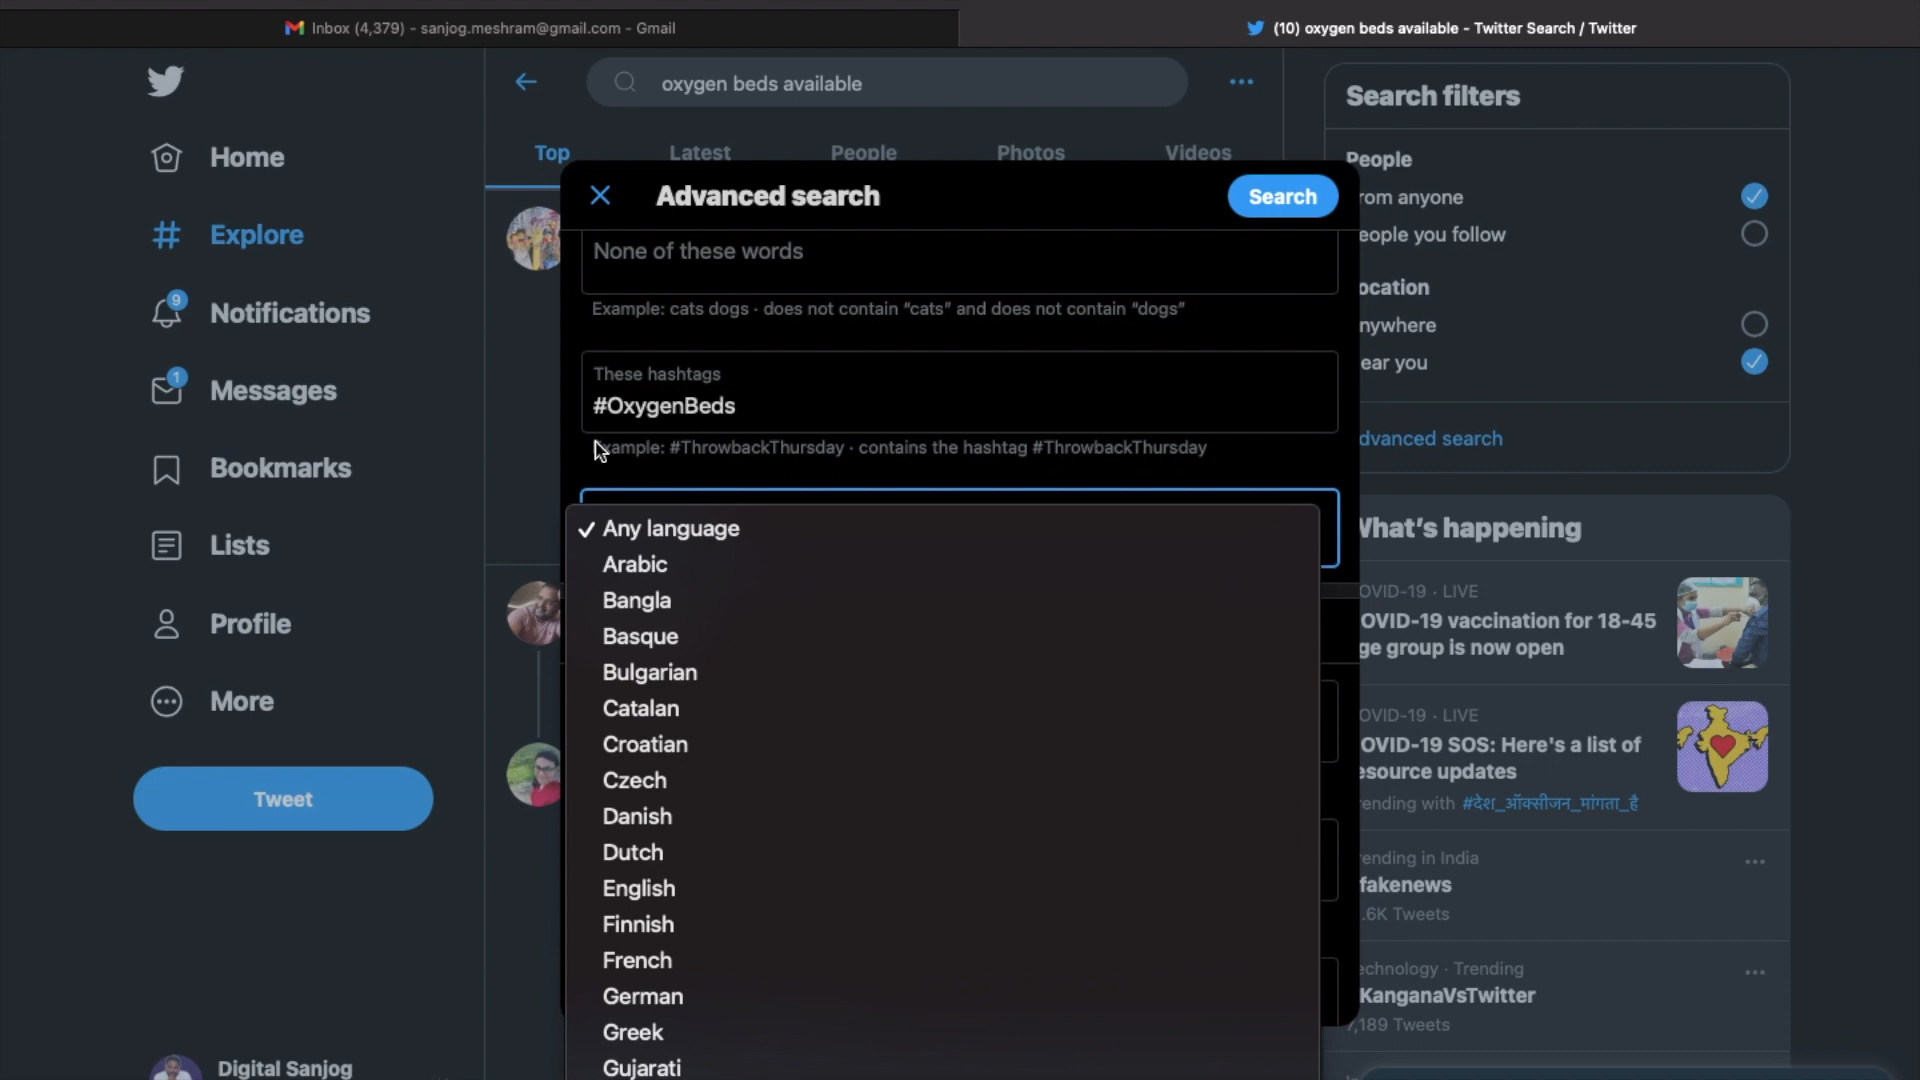 Inbox (4,379) - sanjog.meshram@gmail.com - Gmail
(10) oxygen beds available - Twitter Search / Twitter
Home
Explore
9
Notifications
1
Messages
Bookmarks
Lists
Profile
More
Tweet
Digital Sanjog
oxygen beds available
Top
Latest
People
Photos
Videos
Advanced search
Search
None of these words
Example: cats dogs · does not contain “cats” and does not contain “dogs”
These hashtags
#OxygenBeds
xample: #ThrowbackThursday · contains the hashtag #ThrowbackThursday
Any language
Arabic
Bangla
Basque
Bulgarian
Catalan
Croatian
Czech
Danish
Dutch
English
Finnish
French
German
Greek
Gujarati
Search filters
People
rom anyone
eople you follow
ocation
nywhere
ear you
dvanced search
What’s happening
OVID-19 · LIVE
OVID-19 vaccination for 18-45
ge group is now open
OVID-19 · LIVE
OVID-19 SOS: Here's a list of
esource updates
rending with #देश_ऑक्सीजन_मांगता_है
rending in India
fakenews
.6K Tweets
echnology · Trending
KanganaVsTwitter
7,189 Tweets